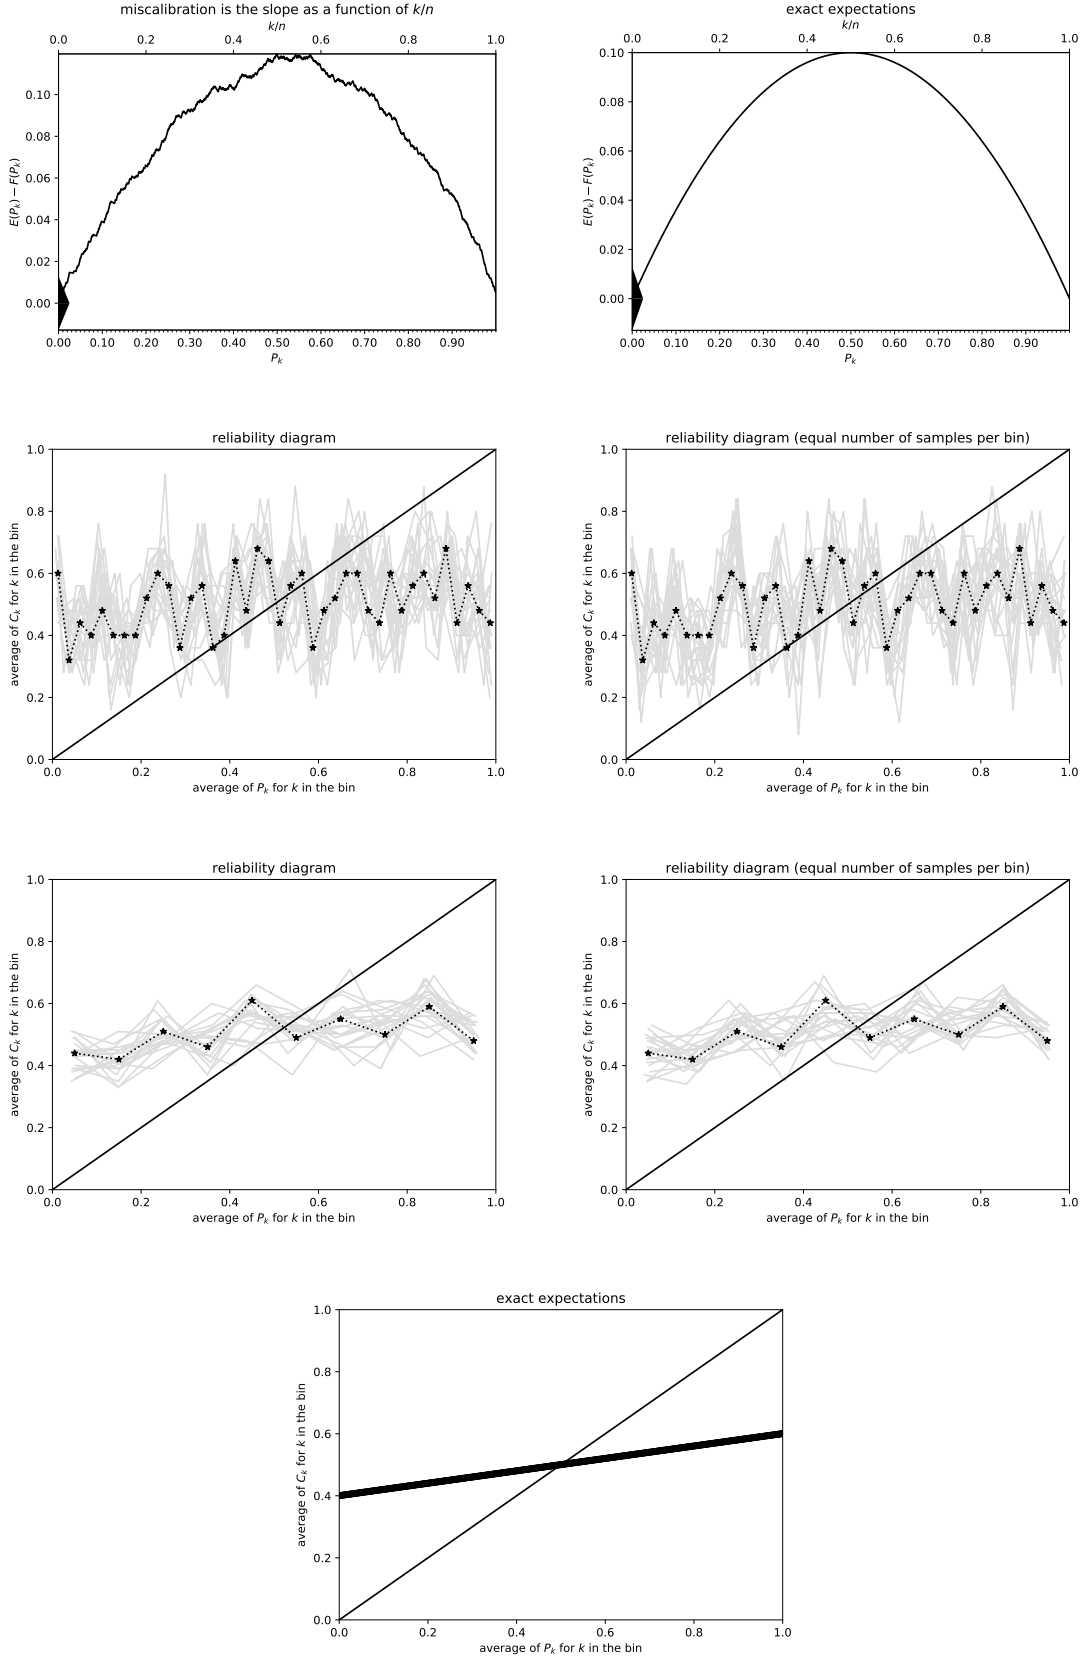 miscalibration is the slope as a function of k/n
k/n
0.0 0.2 0.4 0.6 0.8 1.0
E(P_k) − F(P_k)
0.10
0.08
0.06
0.04
0.02
0.00
0.00 0.10 0.20 0.30 0.40 0.50 0.60 0.70 0.80 0.90
P_k
exact expectations
k/n
0.0 0.2 0.4 0.6 0.8 1.0
E(P_k) − F(P_k)
0.10
0.08
0.06
0.04
0.02
0.00
0.00 0.10 0.20 0.30 0.40 0.50 0.60 0.70 0.80 0.90
P_k
reliability diagram
average of C_k for k in the bin
1.0
0.8
0.6
0.4
0.2
0.0
0.0 0.2 0.4 0.6 0.8 1.0
average of P_k for k in the bin
reliability diagram (equal number of samples per bin)
average of C_k for k in the bin
1.0
0.8
0.6
0.4
0.2
0.0
0.0 0.2 0.4 0.6 0.8 1.0
average of P_k for k in the bin
reliability diagram
average of C_k for k in the bin
1.0
0.8
0.6
0.4
0.2
0.0
0.0 0.2 0.4 0.6 0.8 1.0
average of P_k for k in the bin
reliability diagram (equal number of samples per bin)
average of C_k for k in the bin
1.0
0.8
0.6
0.4
0.2
0.0
0.0 0.2 0.4 0.6 0.8 1.0
average of P_k for k in the bin
exact expectations
average of C_k for k in the bin
1.0
0.8
0.6
0.4
0.2
0.0
0.0 0.2 0.4 0.6 0.8 1.0
average of P_k for k in the bin